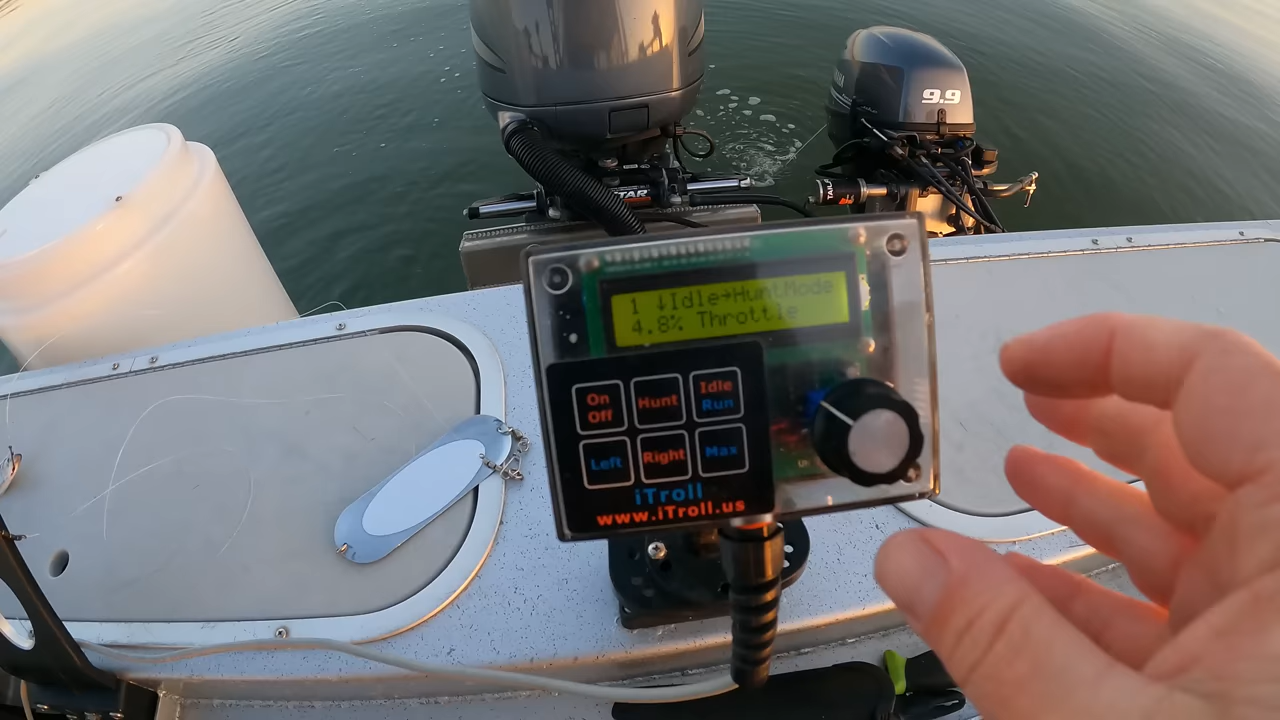 9.9
TAR
1 ↓Idle→HuntMode
4.8% Throttle
On Off
Hunt
Idle Run
Left
Right
Max
iTroll
www.iTroll.us